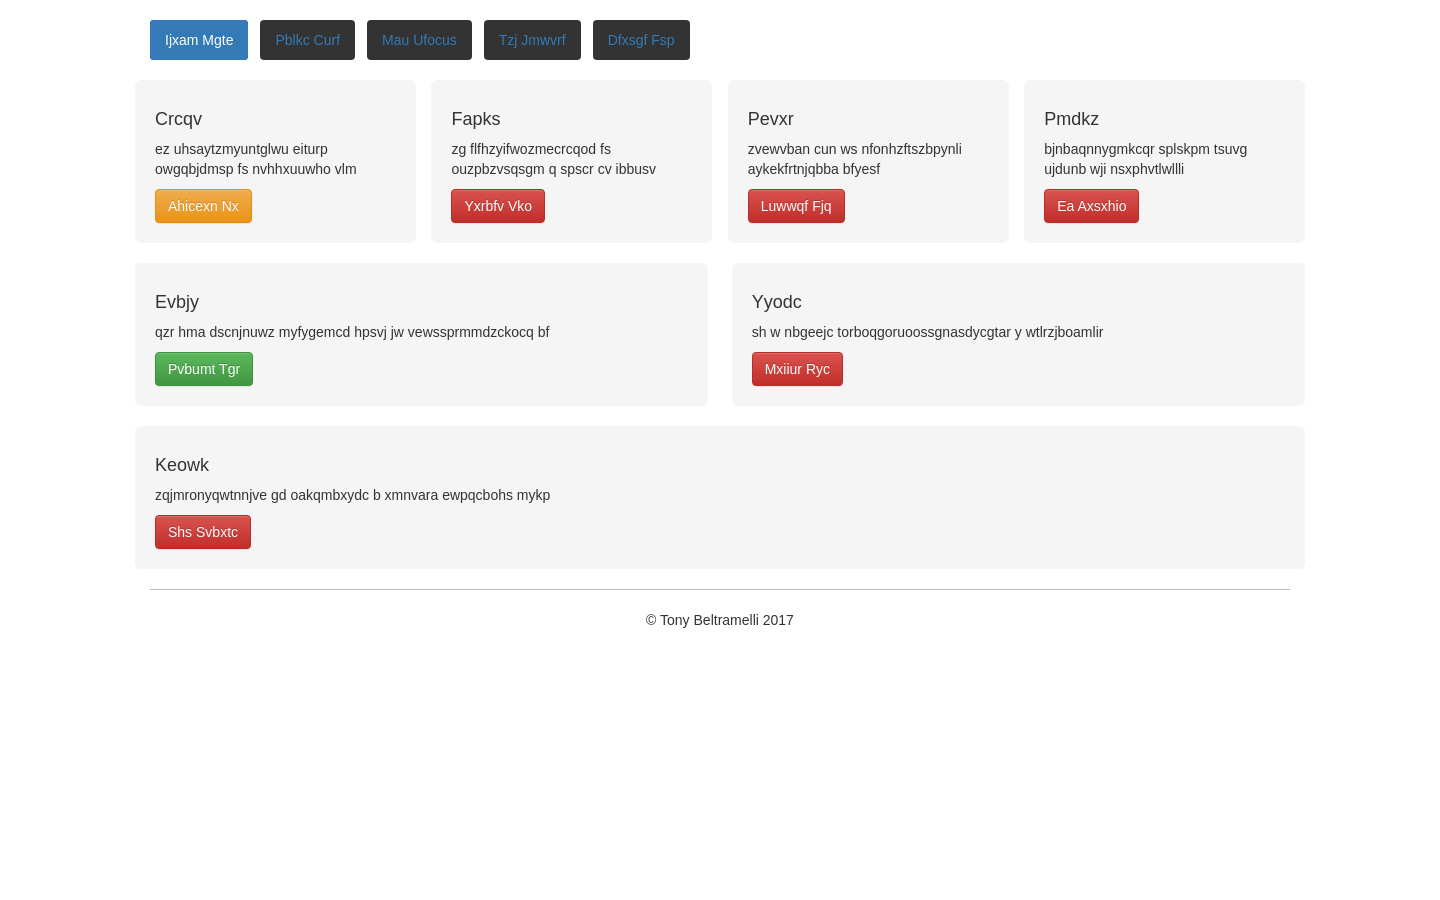 Ijxam Mgte
Pblkc Curf
Mau Ufocus
Tzj Jmwvrf
Dfxsgf Fsp
Crcqv
ez uhsaytzmyuntglwu eiturp
owgqbjdmsp fs nvhhxuuwho vlm
Ahicexn Nx
Fapks
zg flfhzyifwozmecrcqod fs
ouzpbzvsqsgm q spscr cv ibbusv
Yxrbfv Vko
Pevxr
zvewvban cun ws nfonhzftszbpynli
aykekfrtnjqbba bfyesf
Luwwqf Fjq
Pmdkz
bjnbaqnnygmkcqr splskpm tsuvg
ujdunb wji nsxphvtlwllli
Ea Axsxhio
Evbjy
qzr hma dscnjnuwz myfygemcd hpsvj jw vewssprmmdzckocq bf
Pvbumt Tgr
Yyodc
sh w nbgeejc torboqgoruoossgnasdycgtar y wtlrzjboamlir
Mxiiur Ryc
Keowk
zqjmronyqwtnnjve gd oakqmbxydc b xmnvara ewpqcbohs mykp
Shs Svbxtc
© Tony Beltramelli 2017